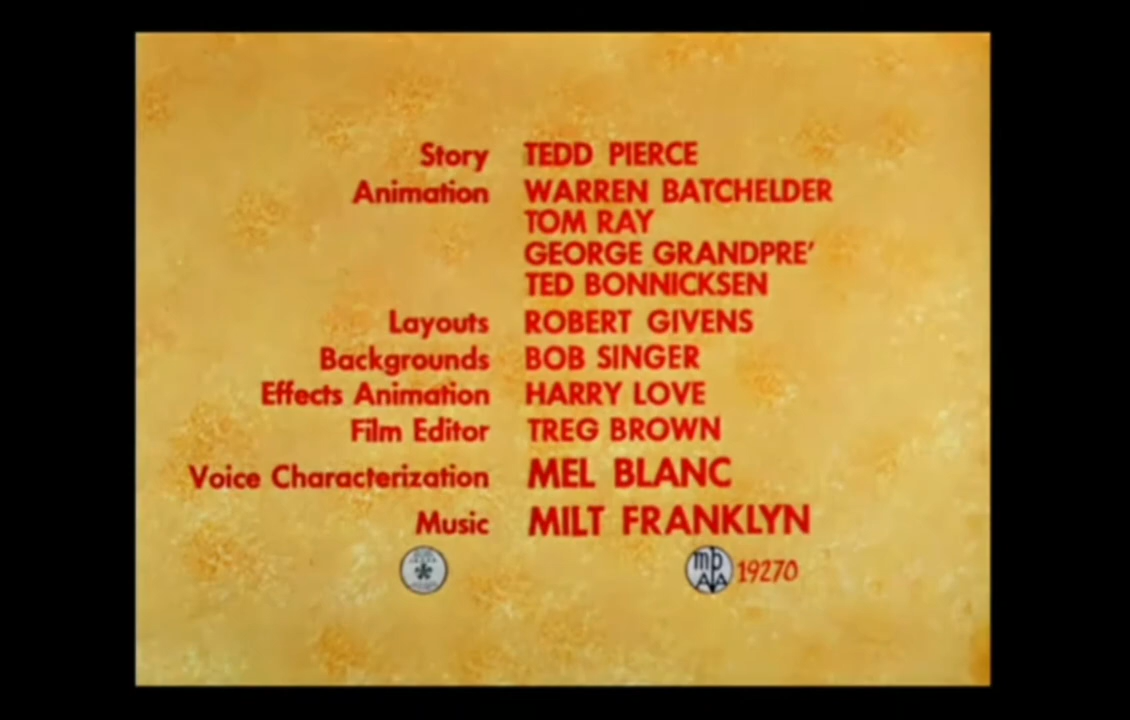 Story TEDD PIERCE
Animation WARREN BATCHELDER
TOM RAY
GEORGE GRANDPRE'
TED BONNICKSEN
Layouts ROBERT GIVENS
Backgrounds BOB SINGER
Effects Animation HARRY LOVE
Film Editor TREG BROWN
Voice Characterization MEL BLANC
Music MILT FRANKLYN
mpAA 19270